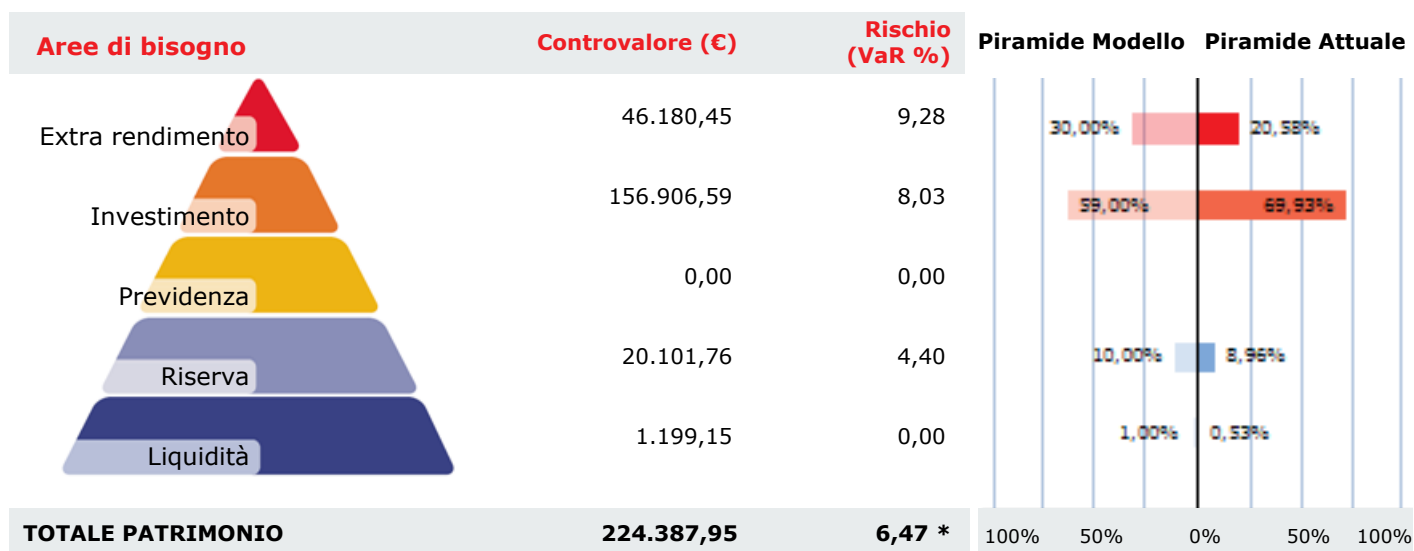 Aree di bisogno Controvalore (€) Rischio (VaR %) Piramide Modello Piramide Attuale
Extra rendimento 46.180,45 9,28 30,00% 20,58%
Investimento 156.906,59 8,03 59,00% 69,93%
Previdenza 0,00 0,00
Riserva 20.101,76 4,40 10,00% 8,96%
Liquidità 1.199,15 0,00 1,00% 0,53%
TOTALE PATRIMONIO 224.387,95 6,47 * 100% 50% 0% 50% 100%